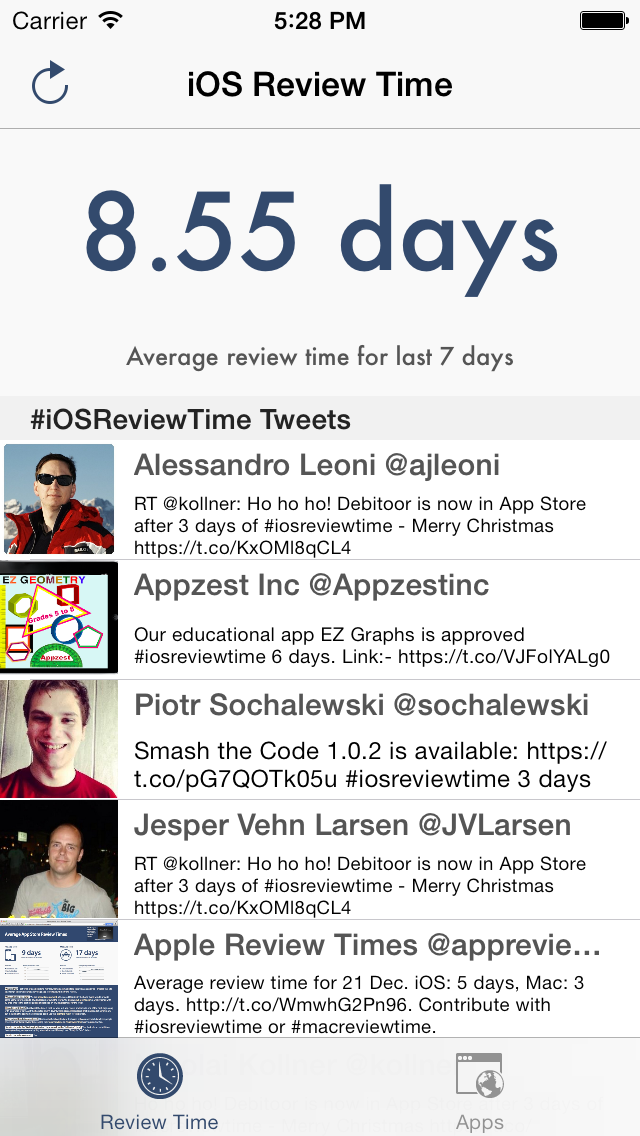 Carrier 5:28 PM
iOS Review Time
8.55 days
Average review time for last 7 days
#iOSReviewTime Tweets
Alessandro Leoni @ajleoni
RT @kollner: Ho ho ho! Debitoor is now in App Store
after 3 days of #iosreviewtime - Merry Christmas
https://t.co/KxOMl8qCL4
EZ GEOMETRY
Grades 5 to 8
Appzest
Appzest Inc @Appzestinc
Our educational app EZ Graphs is approved
#iosreviewtime 6 days. Link:- https://t.co/VJFolYALg0
Piotr Sochalewski @sochalewski
Smash the Code 1.0.2 is available: https://
t.co/pG7QOTk05u #iosreviewtime 3 days
Jesper Vehn Larsen @JVLarsen
RT @kollner: Ho ho ho! Debitoor is now in App Store
after 3 days of #iosreviewtime - Merry Christmas
https://t.co/KxOMl8qCL4
Average App Store Review Times
9 days 17 days
Apple Review Times @apprevie...
Average review time for 21 Dec. iOS: 5 days, Mac: 3
days. http://t.co/WmwhG2Pn96. Contribute with
#iosreviewtime or #macreviewtime.
Review Time
Apps